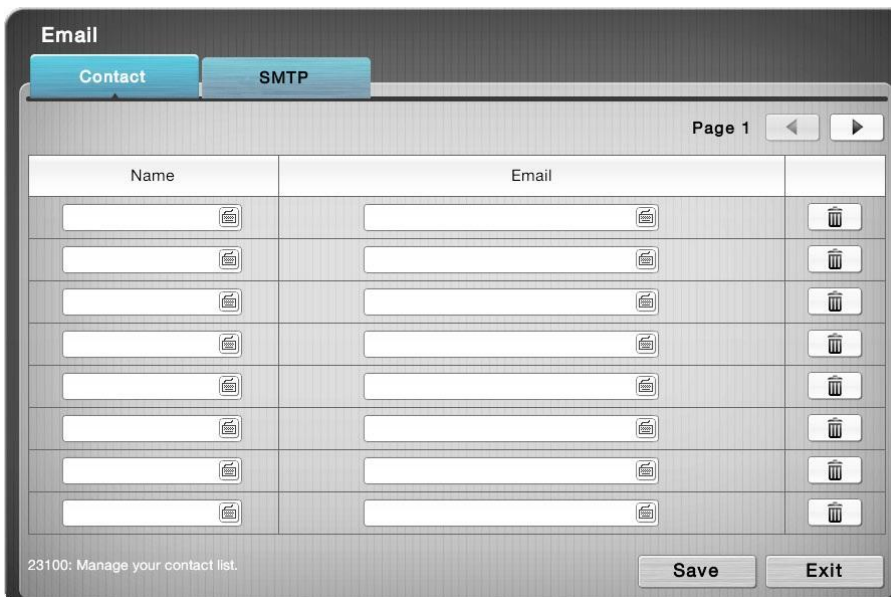 Email
Contact SMTP
Page 1
Name Email
23100: Manage your contact list.
Save Exit